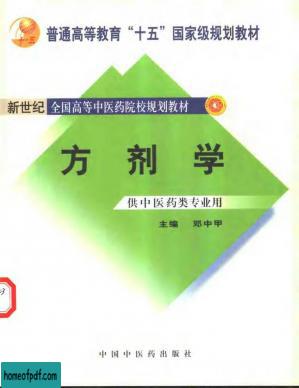 十五
普通高等教育“十五”国家级规划教材
新世纪 全国高等中医药院校规划教材
方剂学
供中医药类专业用
主编 邓中甲
中国中医药出版社
homeofpdf.com